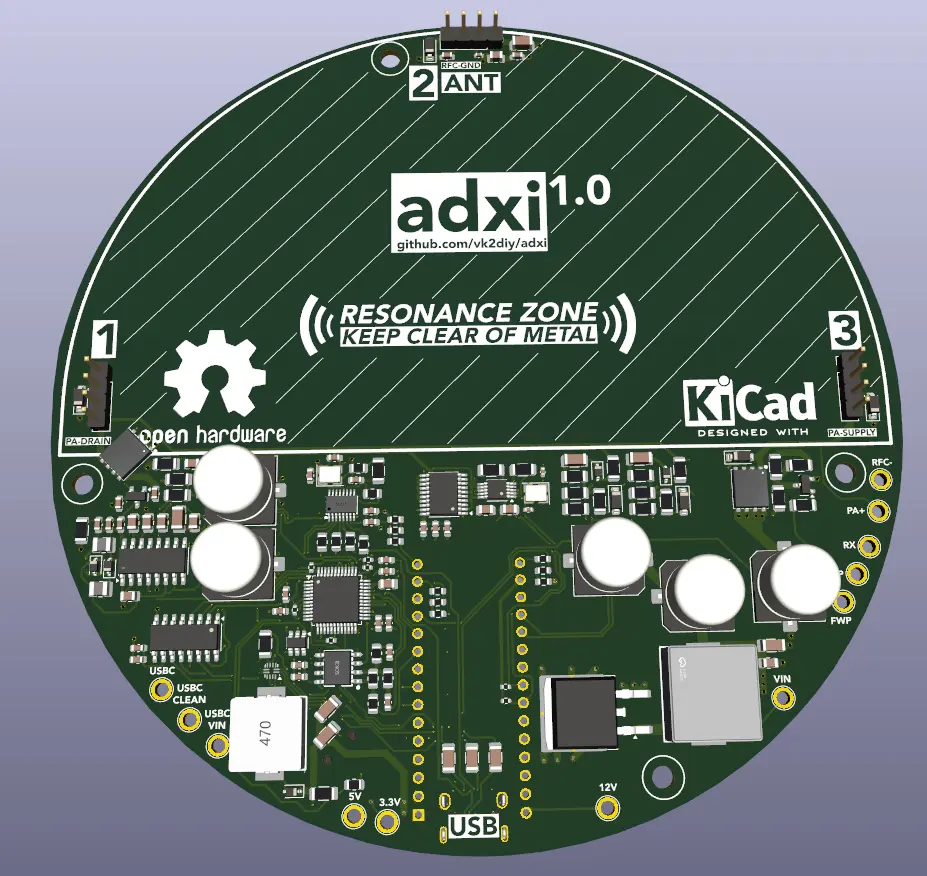 RFC-GND
2 ANT
adxi 1.0
github.com/vk2diy/adxi
RESONANCE ZONE
KEEP CLEAR OF METAL
1
3
KiCad
DESIGNED WITH
open hardware
PA-DRAIN
PA-SUPPLY
RFC-
PA+
RX
FWP
USBC
USBC
CLEAN
USBC
VIN
VIN
470
5V
3.3V
12V
USB